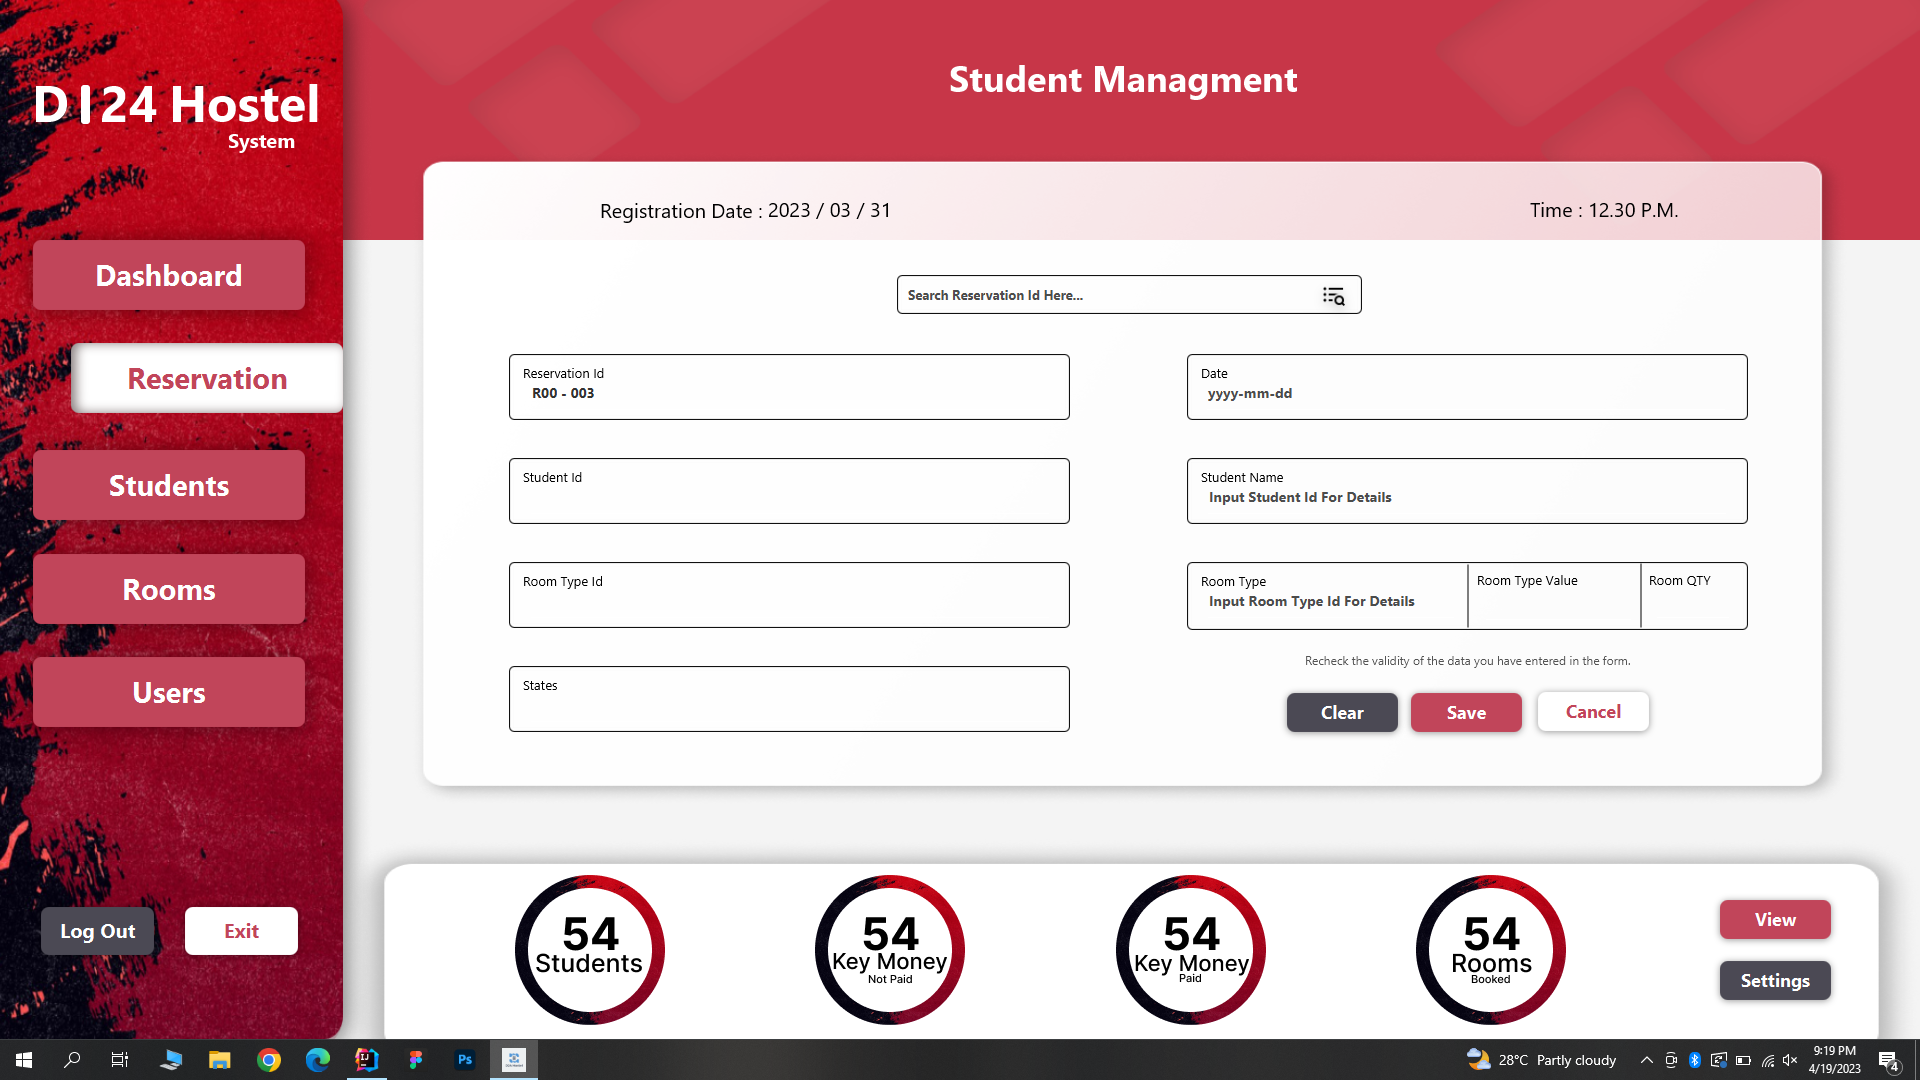 D I24 Hostel
System
Student Managment
Registration Date : 2023 / 03 / 31
Time : 12.30 P.M.
Dashboard
Reservation
Students
Rooms
Users
Log Out
Exit
Search Reservation Id Here...
Reservation Id
R00 - 003
Date
yyyy-mm-dd
Student Id
Student Name
Input Student Id For Details
Room Type Id
Room Type
Input Room Type Id For Details
Room Type Value
Room QTY
States
Recheck the validity of the data you have entered in the form.
Clear
Save
Cancel
54
Students
54
Key Money
Not Paid
54
Key Money
Paid
54
Rooms
Booked
View
Settings
IJ
Ps
28°C Partly cloudy
9:19 PM
4/19/2023
4